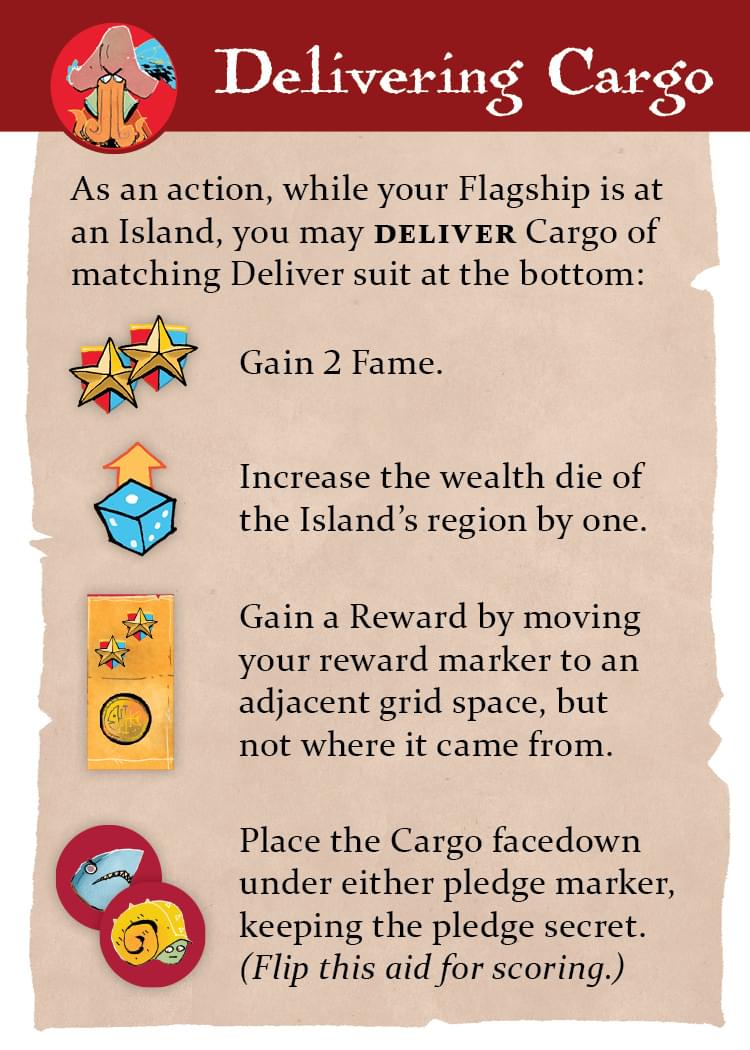 Delivering Cargo
As an action, while your Flagship is at
an Island, you may DELIVER Cargo of
matching Deliver suit at the bottom:
Gain 2 Fame.
Increase the wealth die of
the Island’s region by one.
Gain a Reward by moving
your reward marker to an
adjacent grid space, but
not where it came from.
Place the Cargo facedown
under either pledge marker,
keeping the pledge secret.
(Flip this aid for scoring.)